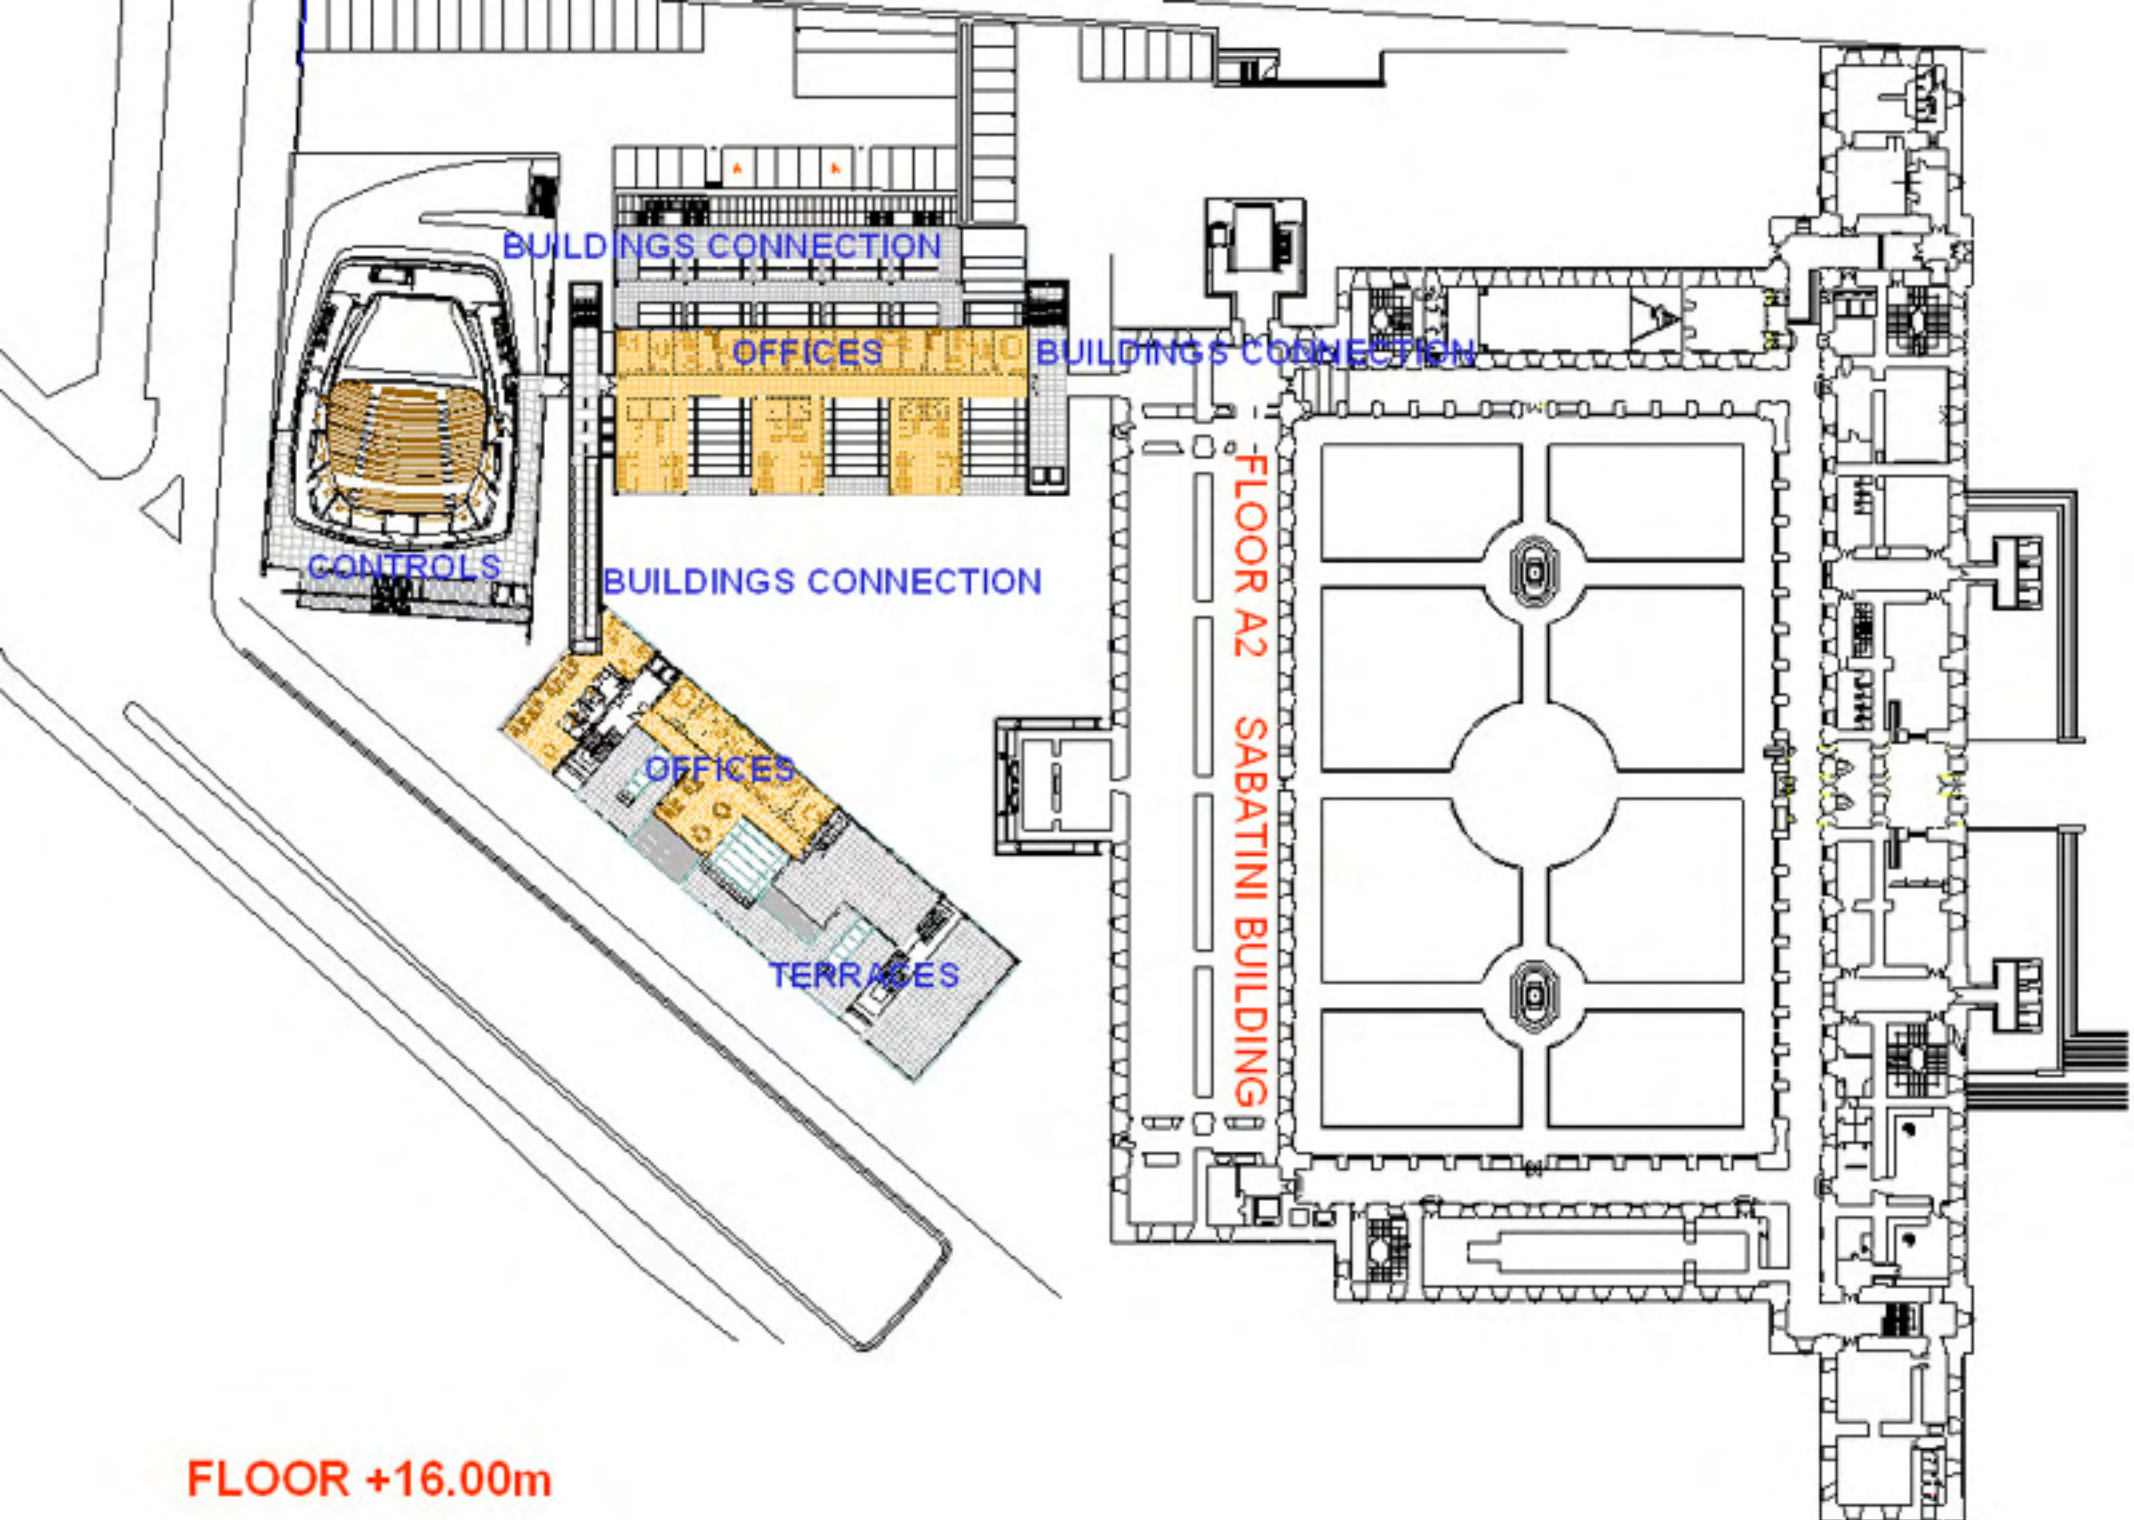 BUILDINGS CONNECTION
OFFICES
BUILDINGS CONNECTION
CONTROLS
BUILDINGS CONNECTION
FLOOR A2 SABATINI BUILDING
OFFICES
TERRACES
FLOOR +16.00m